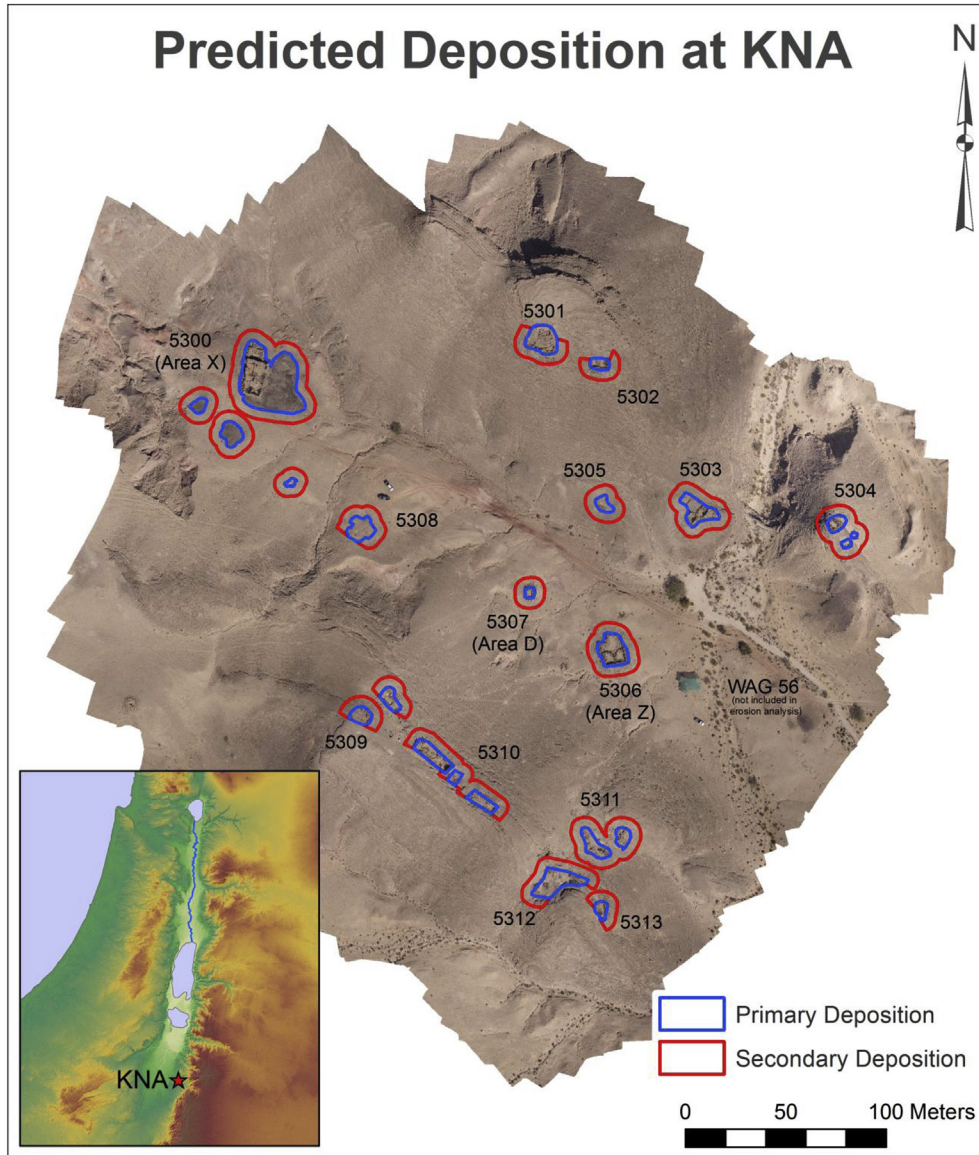 Predicted Deposition at KNA
N
5301
5300
(Area X)
5302
5305
5303
5304
5308
5307
(Area D)
5306
(Area Z)
WAG 56
(not included in
erosion analysis)
5309
5310
5311
5312
5313
KNA
Primary Deposition
Secondary Deposition
0 50 100 Meters